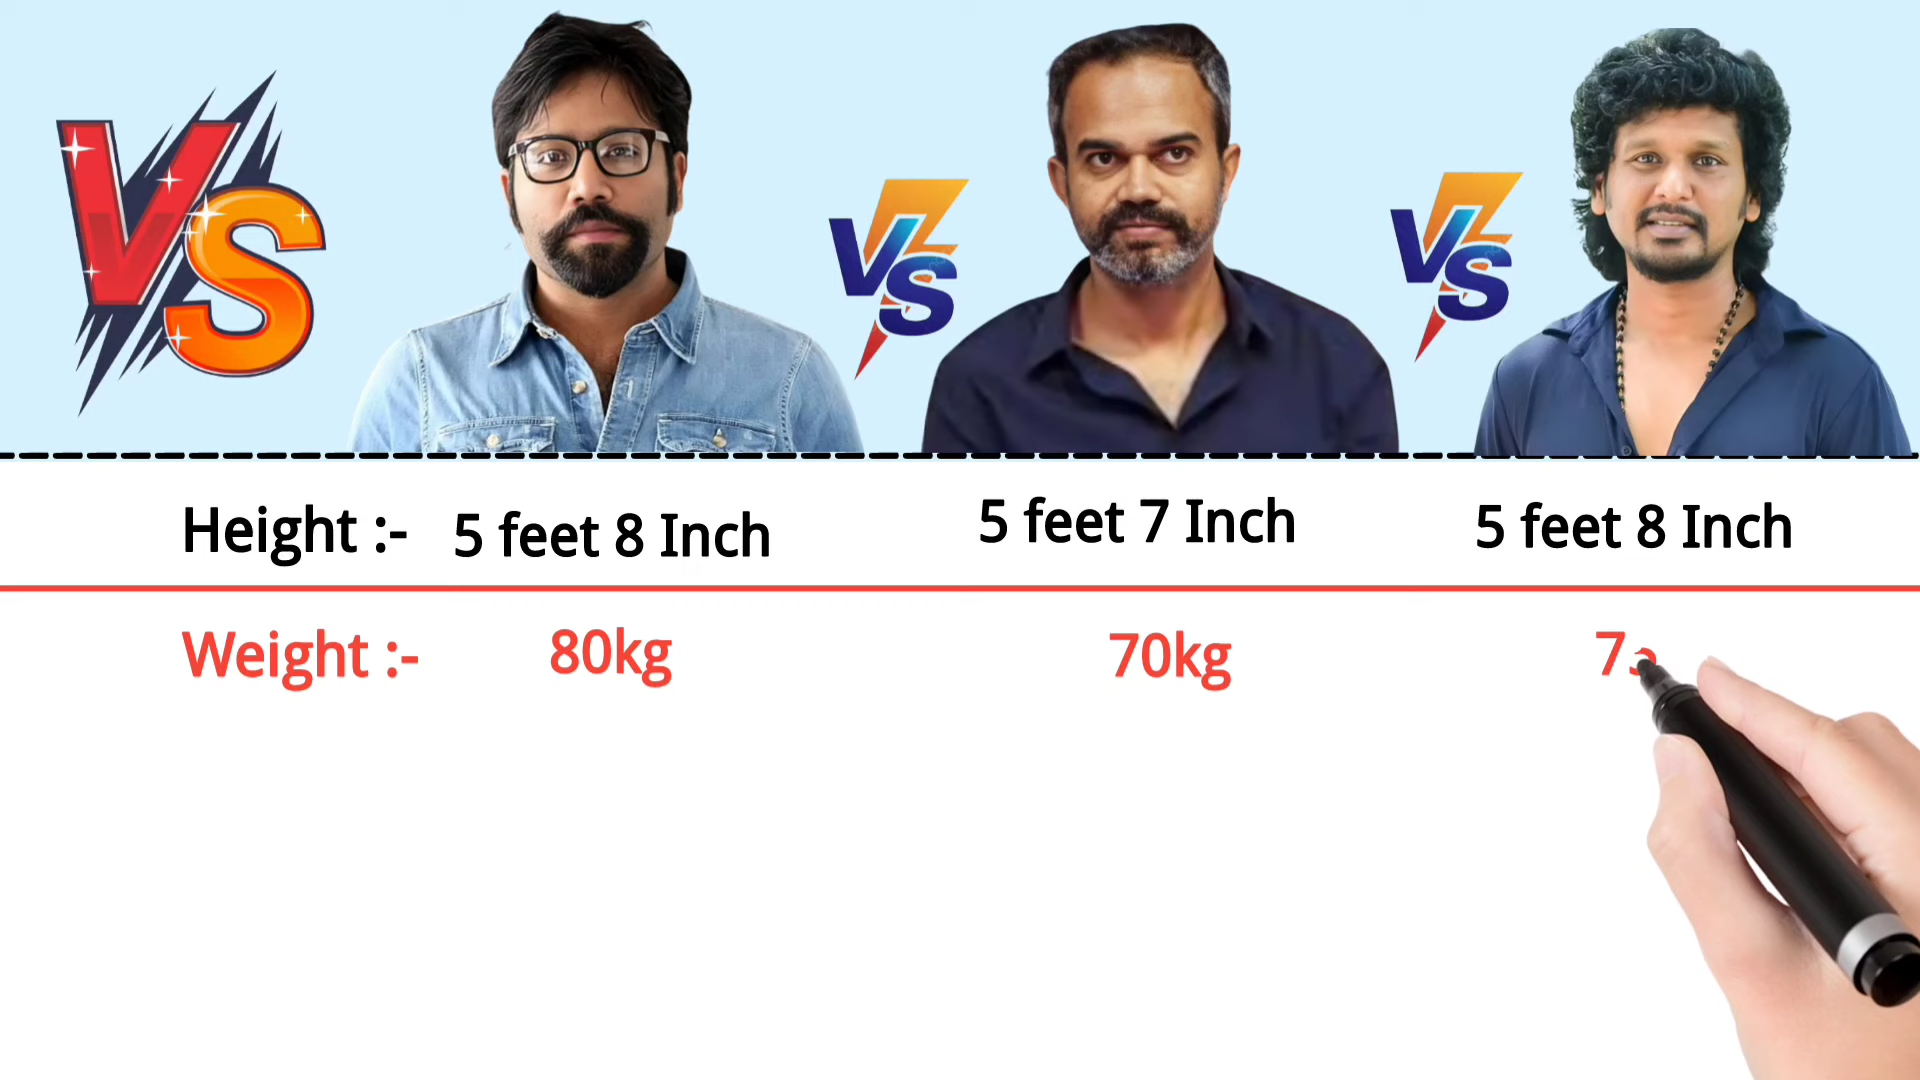 VS
VS
VS
Height :- 5 feet 8 Inch 5 feet 7 Inch 5 feet 8 Inch
Weight :- 80kg 70kg